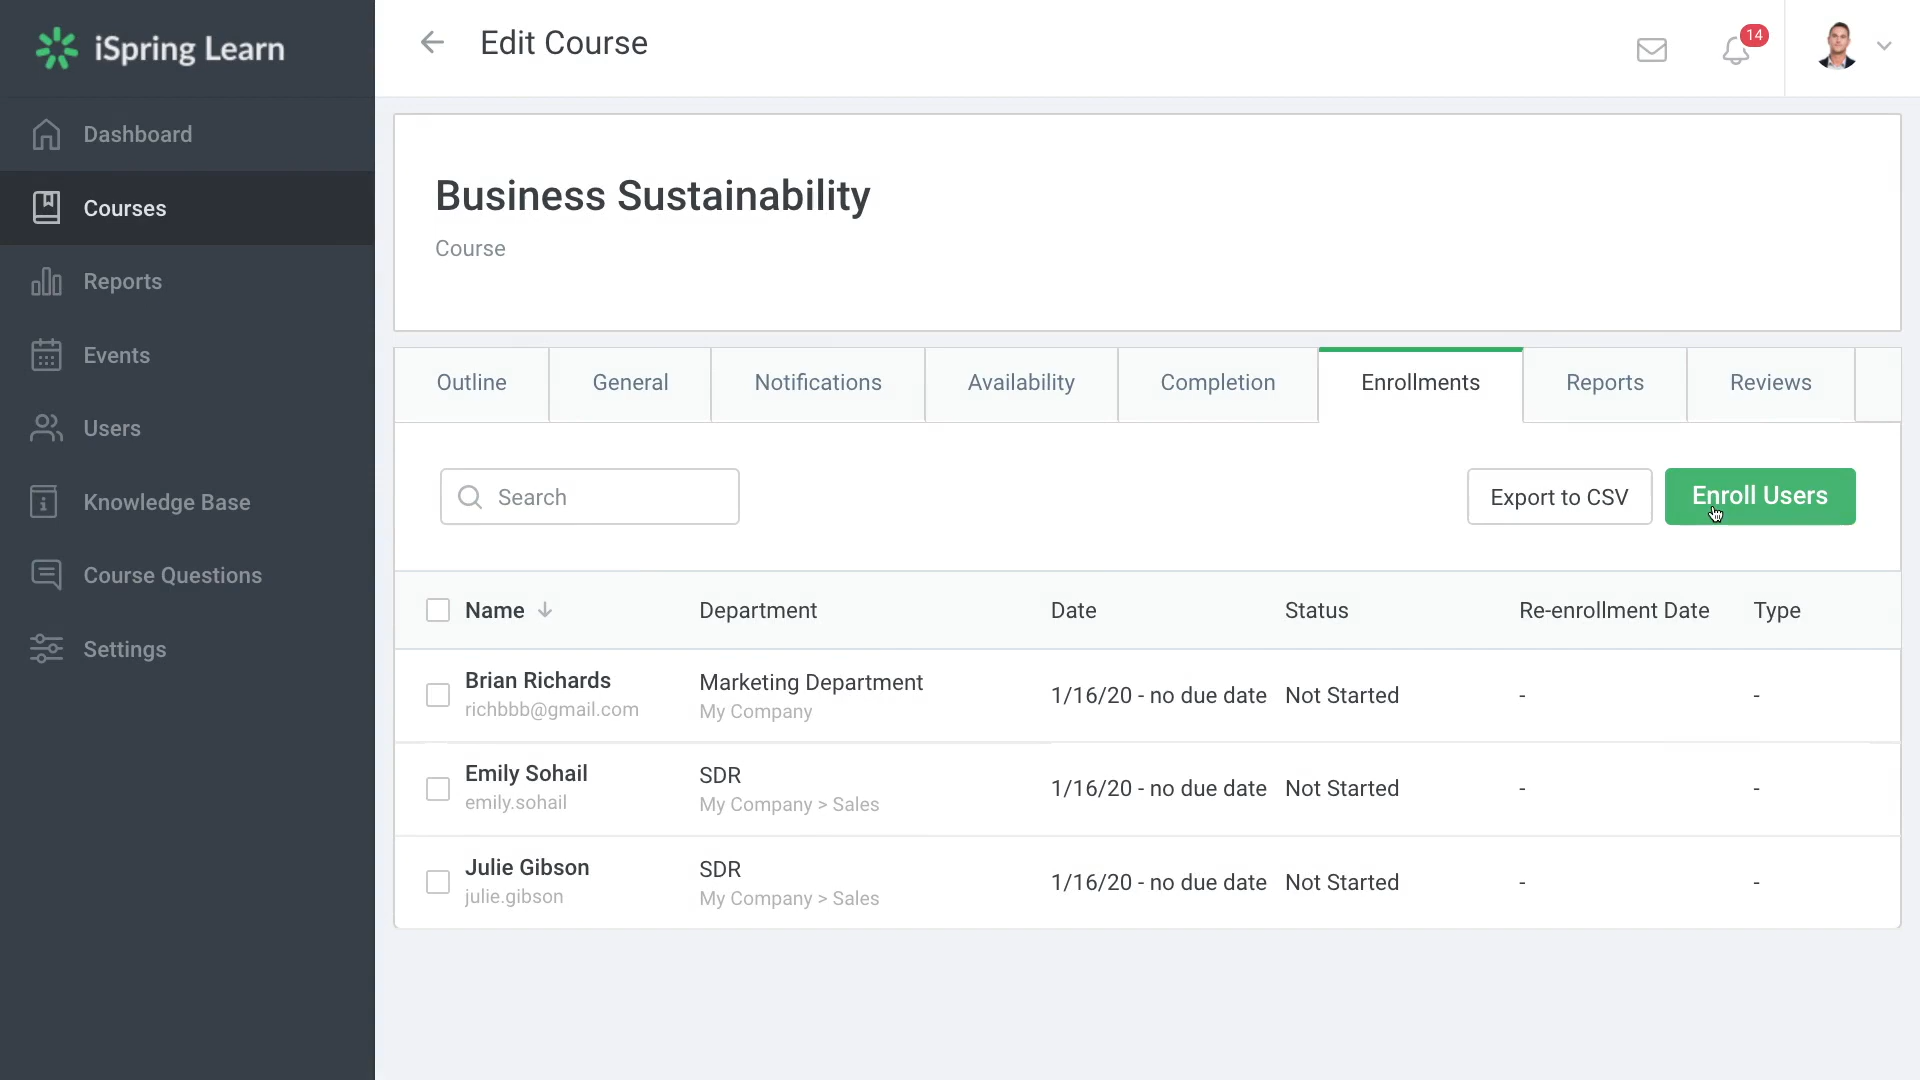 iSpring Learn
Edit Course
14
Dashboard
Courses
Reports
Events
Users
Knowledge Base
Course Questions
Settings
Business Sustainability
Course
Outline
General
Notifications
Availability
Completion
Enrollments
Reports
Reviews
Search
Export to CSV
Enroll Users
Name
Department
Date
Status
Re-enrollment Date
Type
Brian Richards
richbbb@gmail.com
Marketing Department
My Company
1/16/20 - no due date
Not Started
-
-
Emily Sohail
emily.sohail
SDR
My Company > Sales
1/16/20 - no due date
Not Started
-
-
Julie Gibson
julie.gibson
SDR
My Company > Sales
1/16/20 - no due date
Not Started
-
-